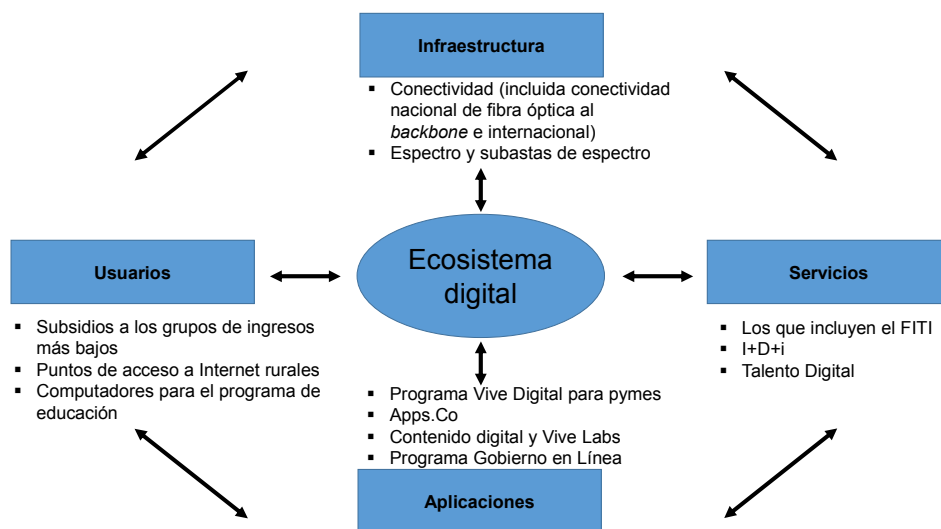 Infraestructura
▪ Conectividad (incluida conectividad
nacional de fibra óptica al
backbone e internacional)
▪ Espectro y subastas de espectro
Usuarios
▪ Subsidios a los grupos de ingresos
más bajos
▪ Puntos de acceso a Internet rurales
▪ Computadores para el programa de
educación
Ecosistema
digital
Servicios
▪ Los que incluyen el FITI
▪ I+D+i
▪ Talento Digital
▪ Programa Vive Digital para pymes
▪ Apps.Co
▪ Contenido digital y Vive Labs
▪ Programa Gobierno en Línea
Aplicaciones